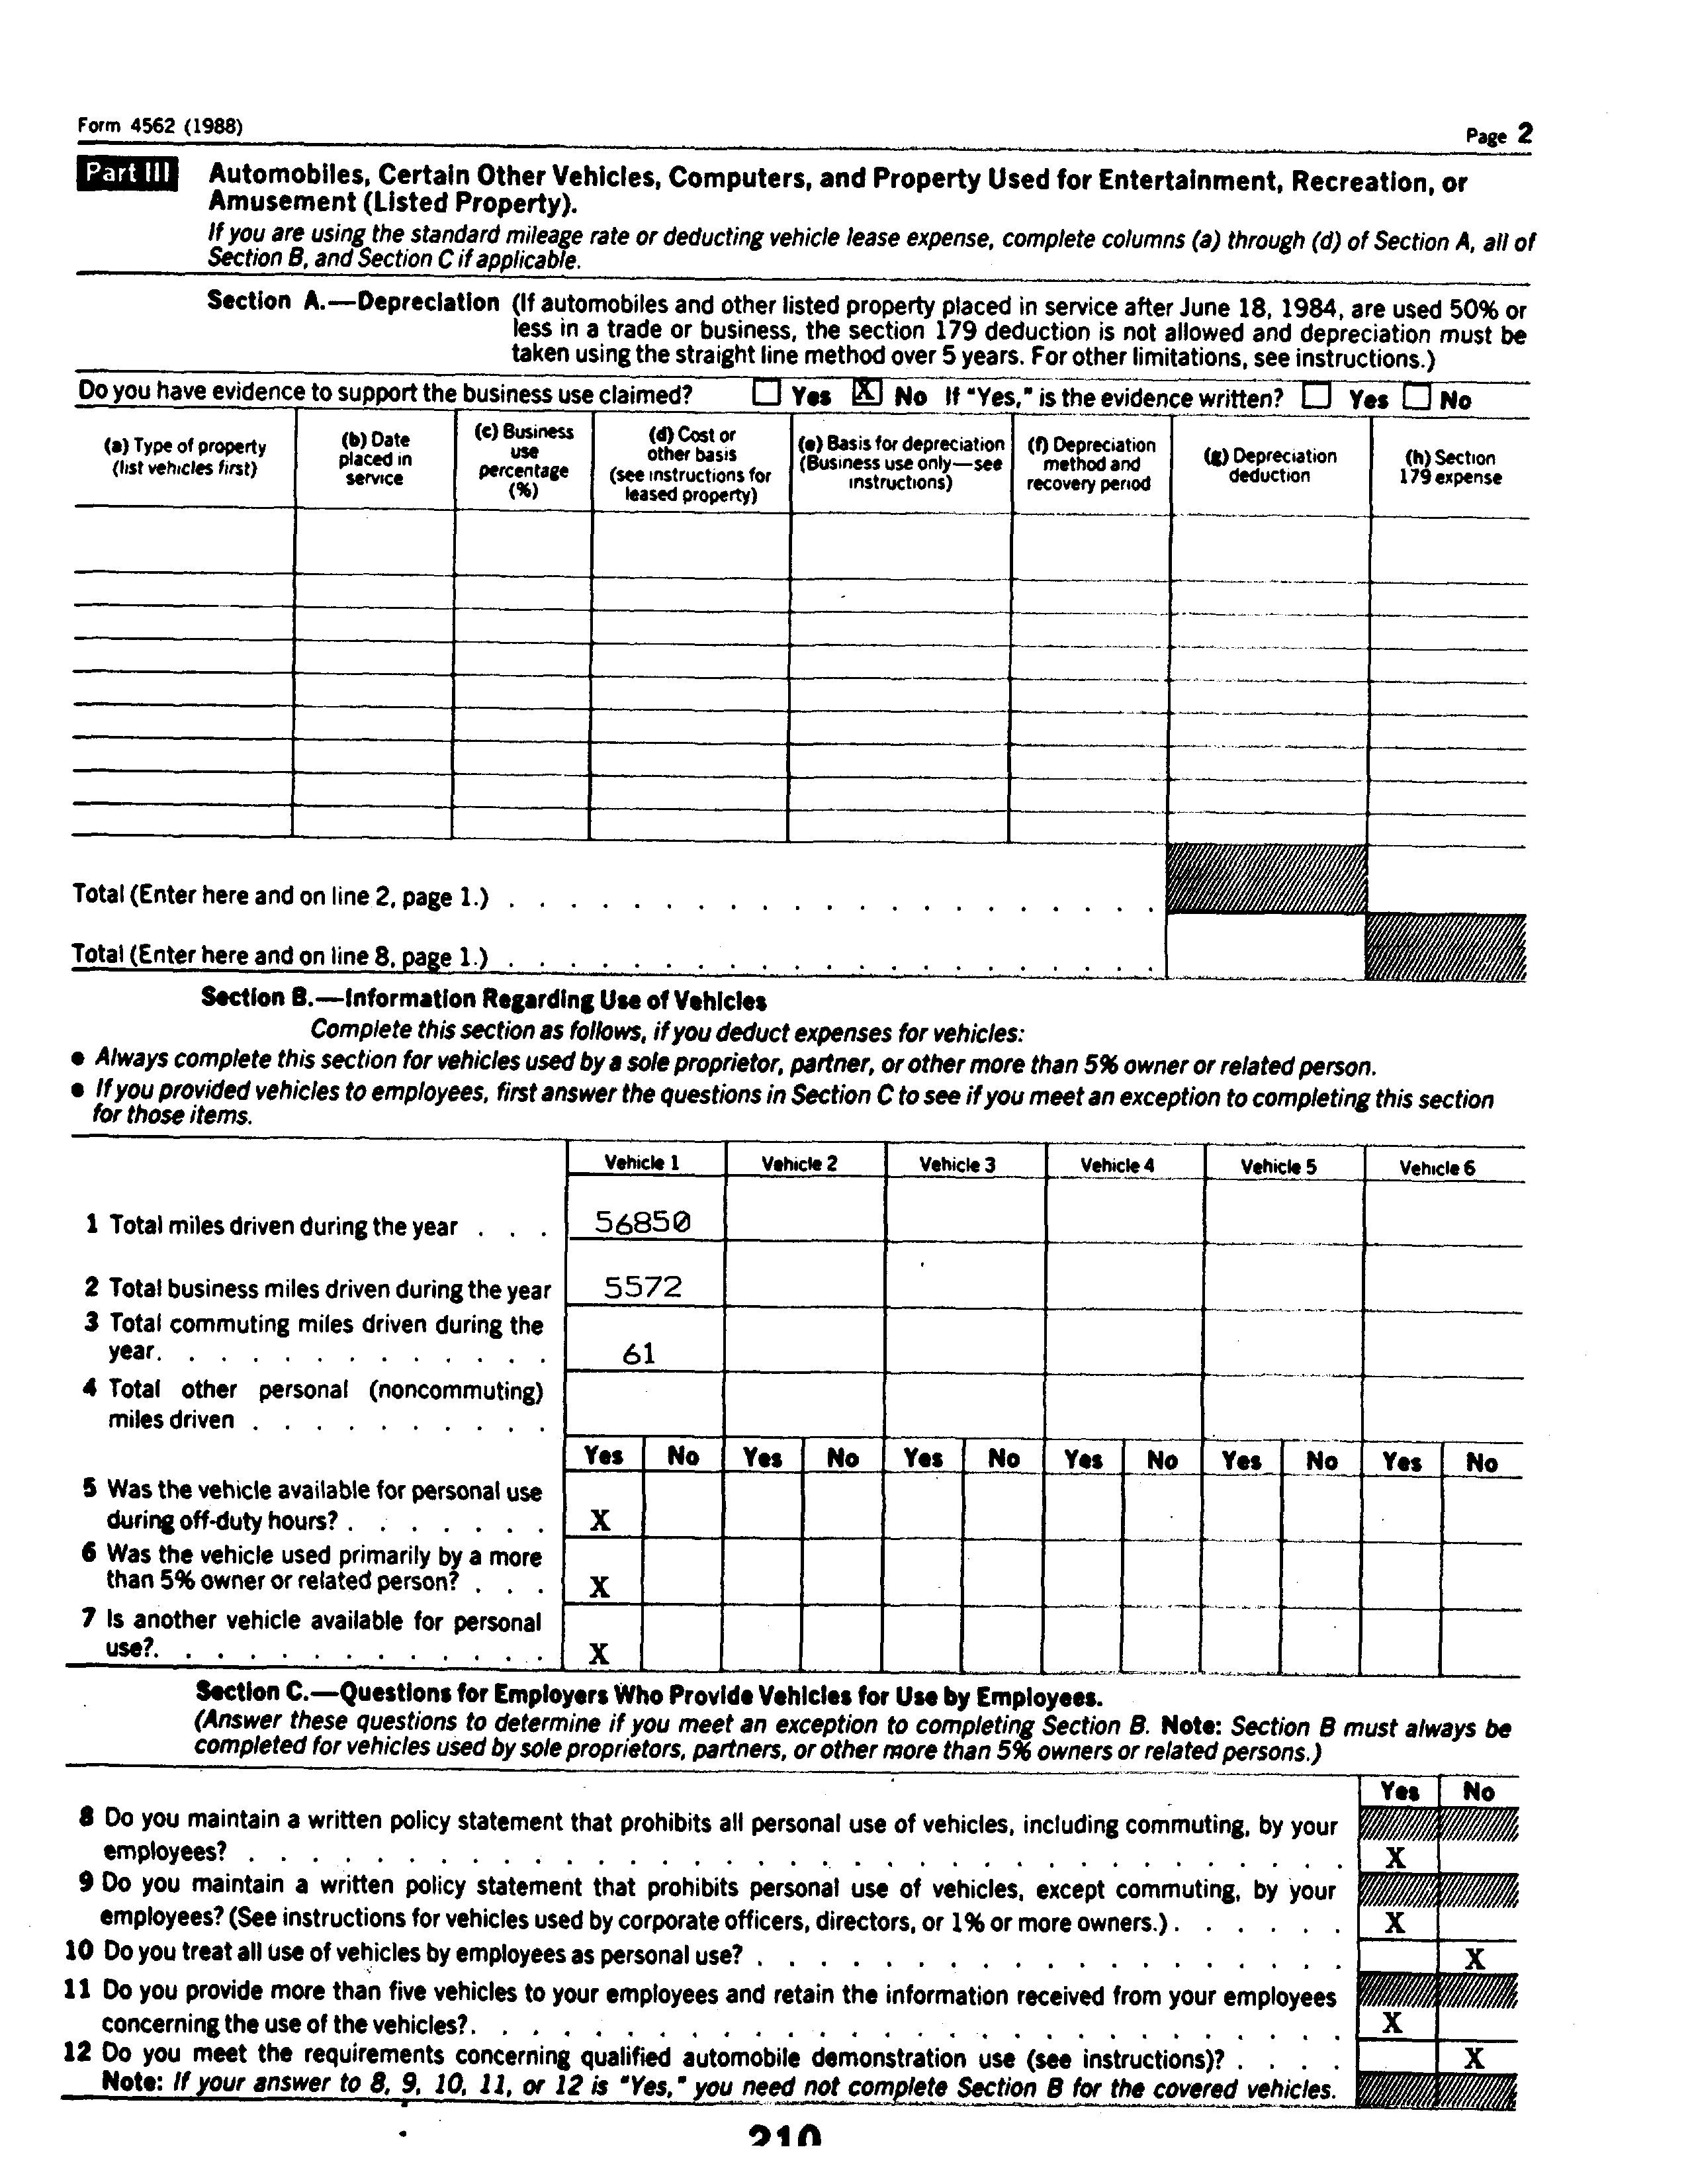 Form 4562 (1988)
Page 2
Part III
Automobiles, Certain Other Vehicles, Computers, and Property Used for Entertainment, Recreation, or
Amusement (Listed Property).
If you are using the standard mileage rate or deducting vehicle lease expense, complete columns (a) through (d) of Section A, all of
Section B, and Section C if applicable.
Section A.—Depreciation (If automobiles and other listed property placed in service after June 18, 1984, are used 50% or
less in a trade or business, the section 179 deduction is not allowed and depreciation must be
taken using the straight line method over 5 years. For other limitations, see instructions.)
Do you have evidence to support the business use claimed? Yes X No If "Yes," is the evidence written? Yes No
(a) Type of property
(list vehicles first)
(b) Date
placed in
service
(c) Business
use
percentage
(%)
(d) Cost or
other basis
(see instructions for
leased property)
(e) Basis for depreciation
(Business use only—see
instructions)
(f) Depreciation
method and
recovery period
(g) Depreciation
deduction
(h) Section
179 expense
Total (Enter here and on line 2, page 1.) . . . . . . . . . . . . . . . . . . . . .
Total (Enter here and on line 8, page 1.) . . . . . . . . . . . . . . . . . . . . .
Section B.—Information Regarding Use of Vehicles
Complete this section as follows, if you deduct expenses for vehicles:
● Always complete this section for vehicles used by a sole proprietor, partner, or other more than 5% owner or related person.
● If you provided vehicles to employees, first answer the questions in Section C to see if you meet an exception to completing this section
for those items.
Vehicle 1 Vehicle 2 Vehicle 3 Vehicle 4 Vehicle 5 Vehicle 6
1 Total miles driven during the year . . . 56850
2 Total business miles driven during the year 5572
3 Total commuting miles driven during the
year. . . . . . . . . . . . . 61
4 Total other personal (noncommuting)
miles driven . . . . . . . . . .
Yes No Yes No Yes No Yes No Yes No Yes No
5 Was the vehicle available for personal use
during off-duty hours? . . . . . . . X
6 Was the vehicle used primarily by a more
than 5% owner or related person? . . . X
7 Is another vehicle available for personal
use?. . . . . . . . . . . . . X
Section C.—Questions for Employers Who Provide Vehicles for Use by Employees.
(Answer these questions to determine if you meet an exception to completing Section B. Note: Section B must always be
completed for vehicles used by sole proprietors, partners, or other more than 5% owners or related persons.)
Yes No
8 Do you maintain a written policy statement that prohibits all personal use of vehicles, including commuting, by your
employees? . . . . . . . . . . . . . . . . . . . . . . . . . . . . . . . . . . . X
9 Do you maintain a written policy statement that prohibits personal use of vehicles, except commuting, by your
employees? (See instructions for vehicles used by corporate officers, directors, or 1% or more owners.) . . . . . . X
10 Do you treat all use of vehicles by employees as personal use? . . . . . . . . . . . . . . . . . . . X
11 Do you provide more than five vehicles to your employees and retain the information received from your employees
concerning the use of the vehicles?. . . . . . . . . . . . . . . . . . . . . . . . . . . . X
12 Do you meet the requirements concerning qualified automobile demonstration use (see instructions)? . . . . X
Note: If your answer to 8, 9, 10, 11, or 12 is "Yes," you need not complete Section B for the covered vehicles.
210